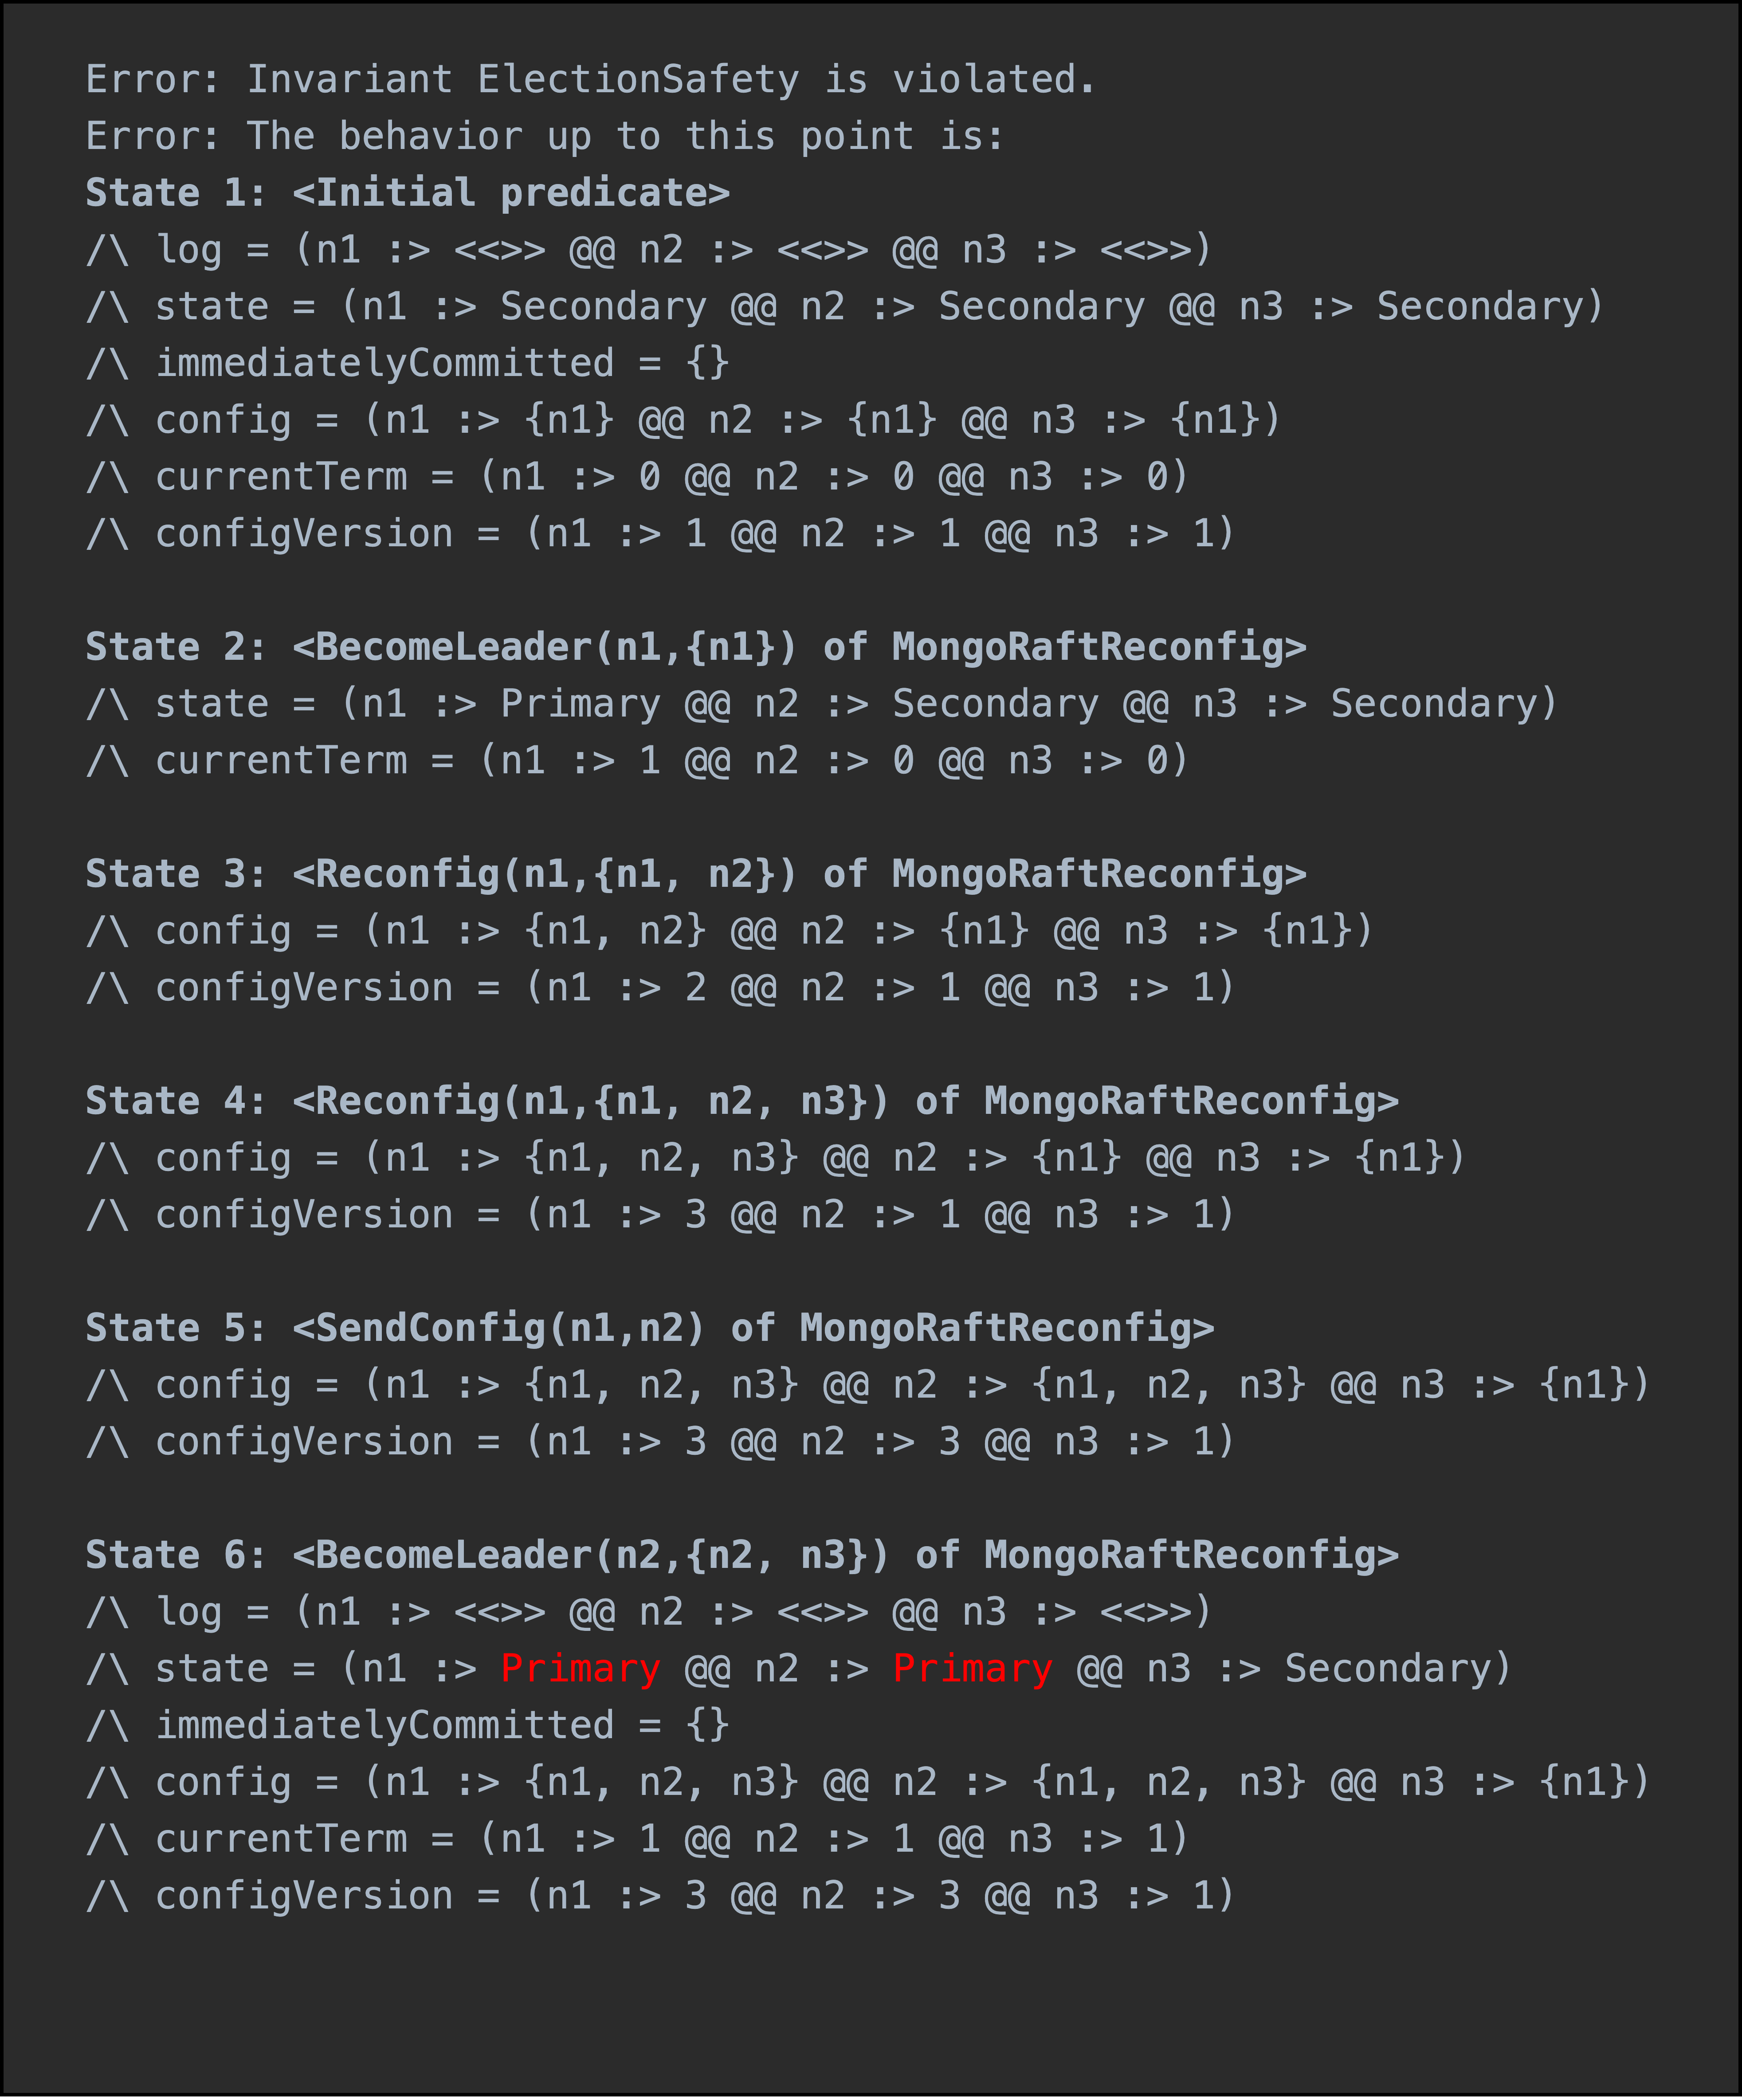 Error: Invariant ElectionSafety is violated.
Error: The behavior up to this point is:
State 1: <Initial predicate>
/\ log = (n1 :> <<>> @@ n2 :> <<>> @@ n3 :> <<>>)
/\ state = (n1 :> Secondary @@ n2 :> Secondary @@ n3 :> Secondary)
/\ immediatelyCommitted = {}
/\ config = (n1 :> {n1} @@ n2 :> {n1} @@ n3 :> {n1})
/\ currentTerm = (n1 :> 0 @@ n2 :> 0 @@ n3 :> 0)
/\ configVersion = (n1 :> 1 @@ n2 :> 1 @@ n3 :> 1)

State 2: <BecomeLeader(n1,{n1}) of MongoRaftReconfig>
/\ state = (n1 :> Primary @@ n2 :> Secondary @@ n3 :> Secondary)
/\ currentTerm = (n1 :> 1 @@ n2 :> 0 @@ n3 :> 0)

State 3: <Reconfig(n1,{n1, n2}) of MongoRaftReconfig>
/\ config = (n1 :> {n1, n2} @@ n2 :> {n1} @@ n3 :> {n1})
/\ configVersion = (n1 :> 2 @@ n2 :> 1 @@ n3 :> 1)

State 4: <Reconfig(n1,{n1, n2, n3}) of MongoRaftReconfig>
/\ config = (n1 :> {n1, n2, n3} @@ n2 :> {n1} @@ n3 :> {n1})
/\ configVersion = (n1 :> 3 @@ n2 :> 1 @@ n3 :> 1)

State 5: <SendConfig(n1,n2) of MongoRaftReconfig>
/\ config = (n1 :> {n1, n2, n3} @@ n2 :> {n1, n2, n3} @@ n3 :> {n1})
/\ configVersion = (n1 :> 3 @@ n2 :> 3 @@ n3 :> 1)

State 6: <BecomeLeader(n2,{n2, n3}) of MongoRaftReconfig>
/\ log = (n1 :> <<>> @@ n2 :> <<>> @@ n3 :> <<>>)
/\ state = (n1 :> Primary @@ n2 :> Primary @@ n3 :> Secondary)
/\ immediatelyCommitted = {}
/\ config = (n1 :> {n1, n2, n3} @@ n2 :> {n1, n2, n3} @@ n3 :> {n1})
/\ currentTerm = (n1 :> 1 @@ n2 :> 1 @@ n3 :> 1)
/\ configVersion = (n1 :> 3 @@ n2 :> 3 @@ n3 :> 1)